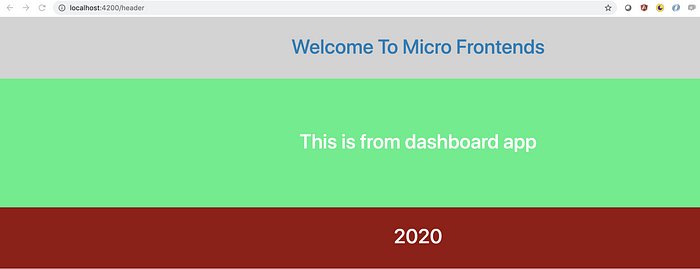 localhost:4200/header
Welcome To Micro Frontends
This is from dashboard app
2020